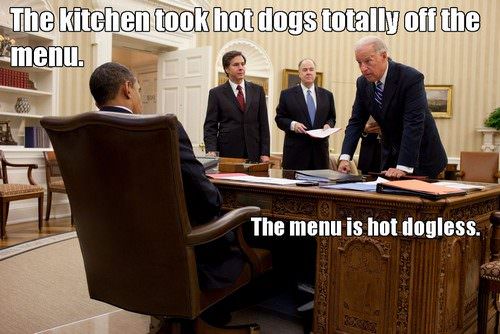 The kitchen took hot dogs totally off the
menu.
The menu is hot dogless.